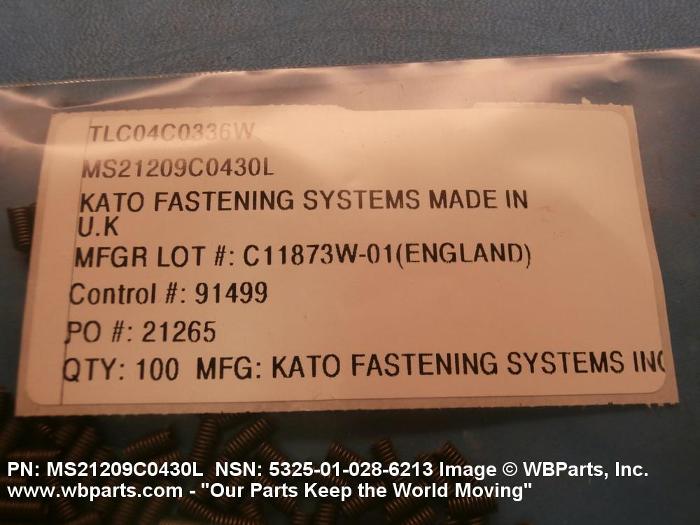 TLC04C0336W
MS21209C0430L
KATO FASTENING SYSTEMS MADE IN
U.K
MFGR LOT #: C11873W-01(ENGLAND)
Control #: 91499
PO #: 21265
QTY: 100 MFG: KATO FASTENING SYSTEMS INC
PN: MS21209C0430L NSN: 5325-01-028-6213 Image © WBParts, Inc.
www.wbparts.com - "Our Parts Keep the World Moving"